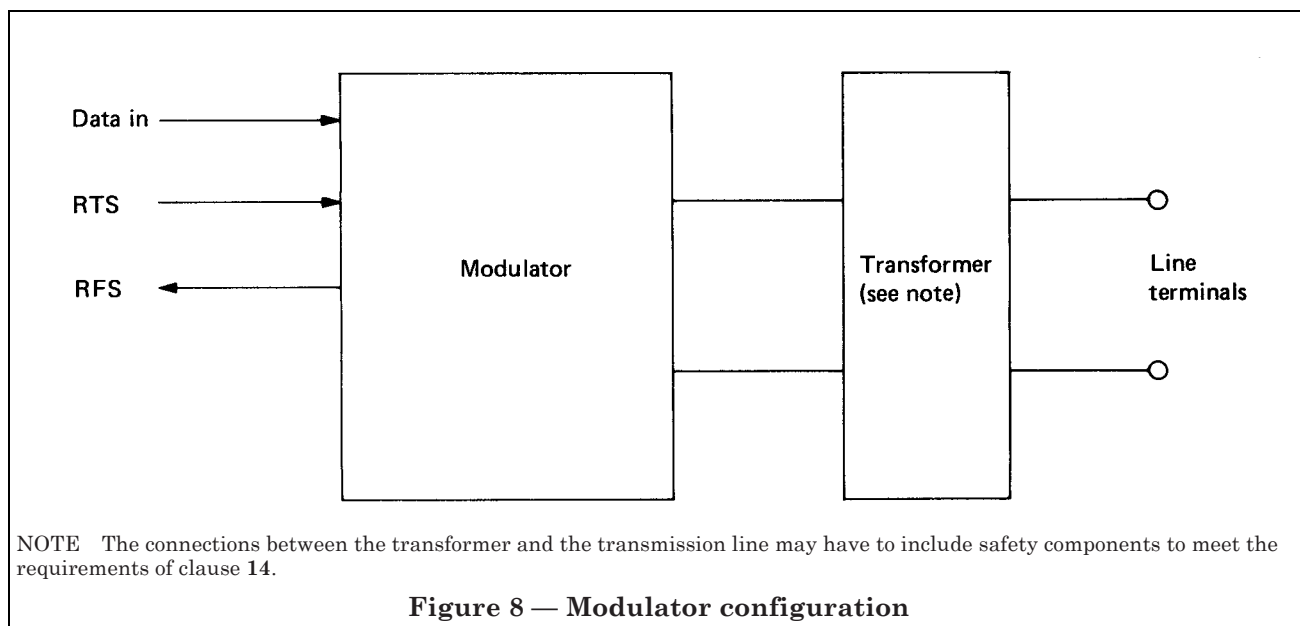 Data in
RTS
RFS
Modulator
Transformer
(see note)
Line
terminals
NOTE The connections between the transformer and the transmission line may have to include safety components to meet the
requirements of clause 14.
Figure 8 — Modulator configuration